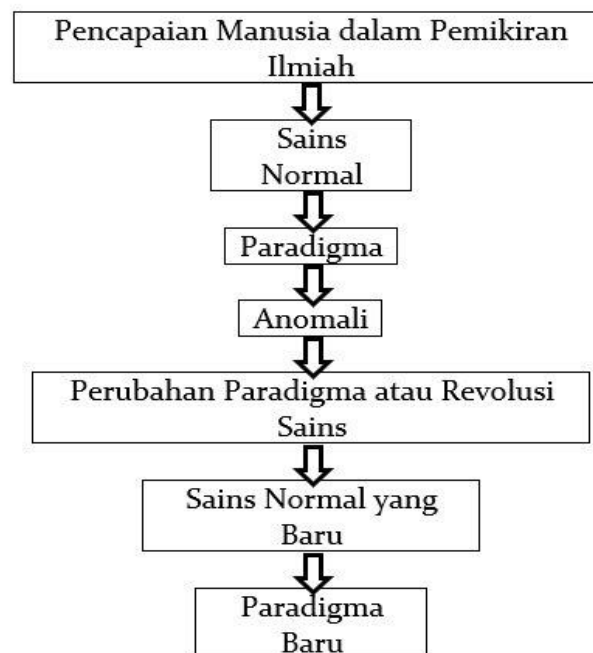 Pencapaian Manusia dalam Pemikiran
Ilmiah
Sains
Normal
Paradigma
Anomali
Perubahan Paradigma atau Revolusi
Sains
Sains Normal yang
Baru
Paradigma
Baru